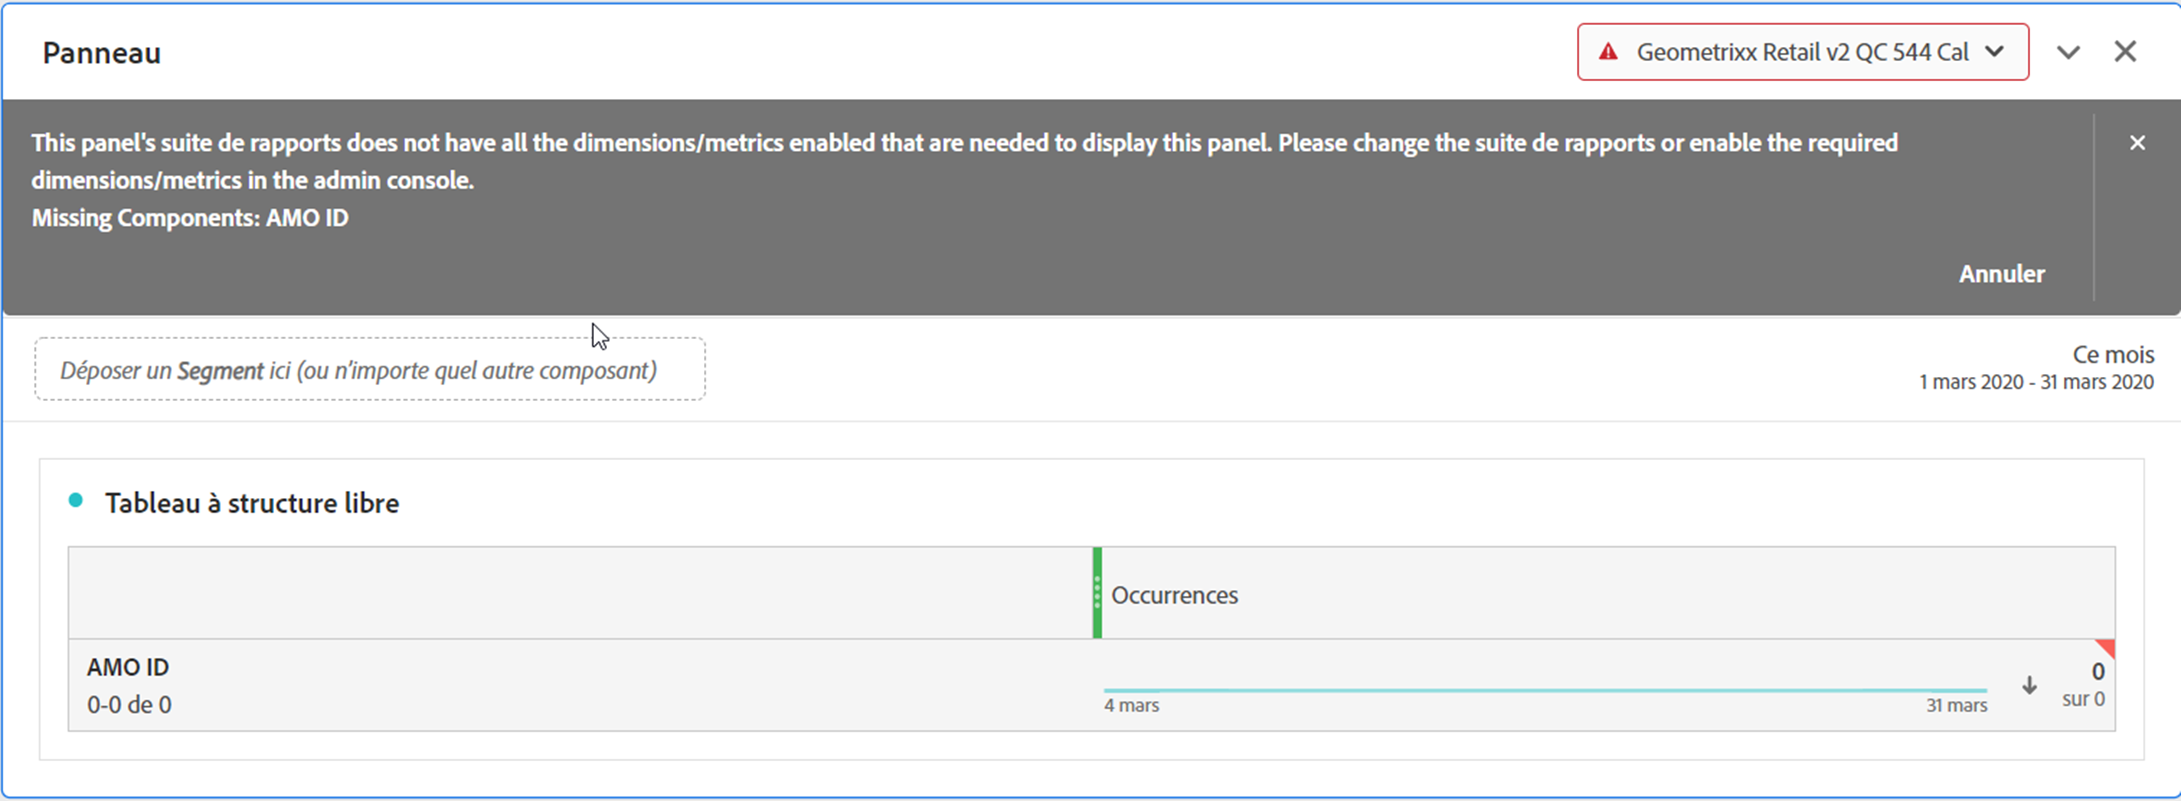 Panneau
Geometrixx Retail v2 QC 544 Cal
This panel's suite de rapports does not have all the dimensions/metrics enabled that are needed to display this panel. Please change the suite de rapports or enable the required
dimensions/metrics in the admin console.
Missing Components: AMO ID
Annuler
Déposer un Segment ici (ou n'importe quel autre composant)
Ce mois
1 mars 2020 - 31 mars 2020
Tableau à structure libre
Occurrences
AMO ID
0-0 de 0
4 mars
31 mars
0
sur 0